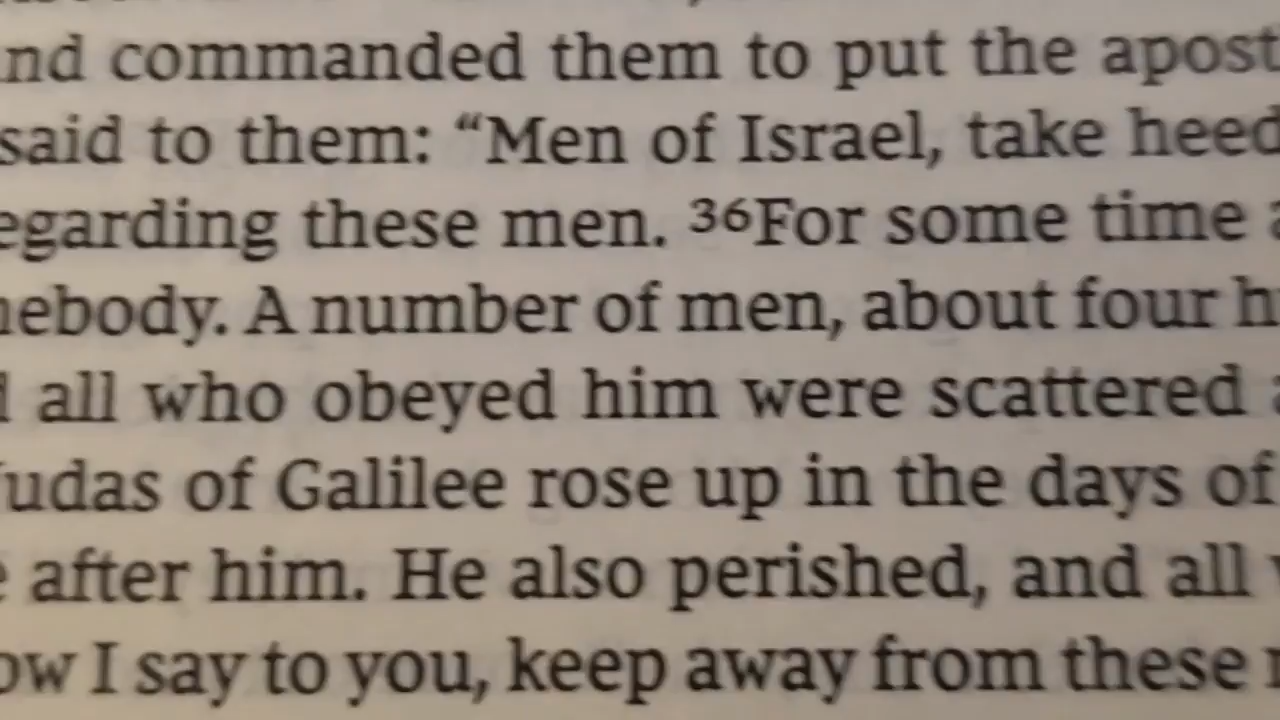 nd commanded them to put the apost
said to them: “Men of Israel, take heed
egarding these men. ³⁶For some time a
nebody. A number of men, about four h
d all who obeyed him were scattered a
Judas of Galilee rose up in the days of
e after him. He also perished, and all
ow I say to you, keep away from these